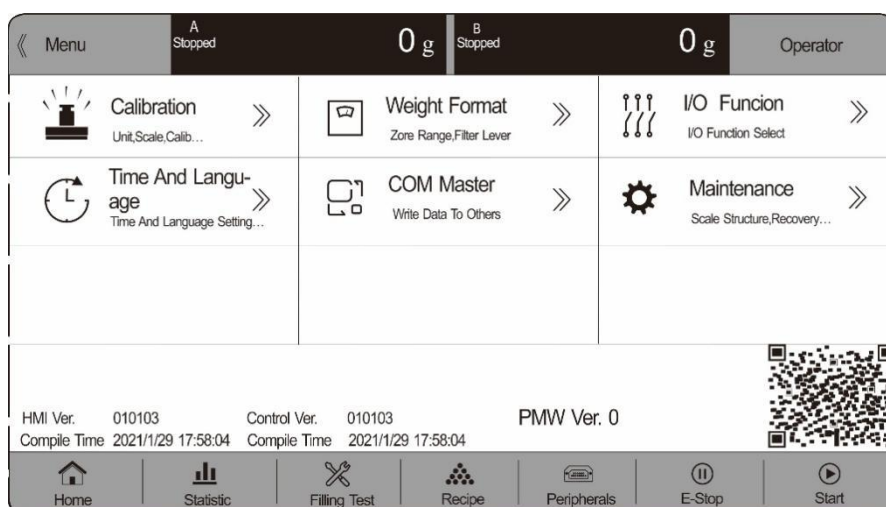 Menu
A
Stopped
0 g
B
Stopped
0 g
Operator
Calibration
Unit,Scale,Calib...
Weight Format
Zore Range,Filter Lever
I/O Funcion
I/O Function Select
Time And Langu-
age
Time And Language Setting...
COM Master
Write Data To Others
Maintenance
Scale Structure,Recovery...
HMI Ver. 010103 Control Ver. 010103 PMW Ver. 0
Compile Time 2021/1/29 17:58:04 Compile Time 2021/1/29 17:58:04
Home
Statistic
Filling Test
Recipe
Peripherals
E-Stop
Start